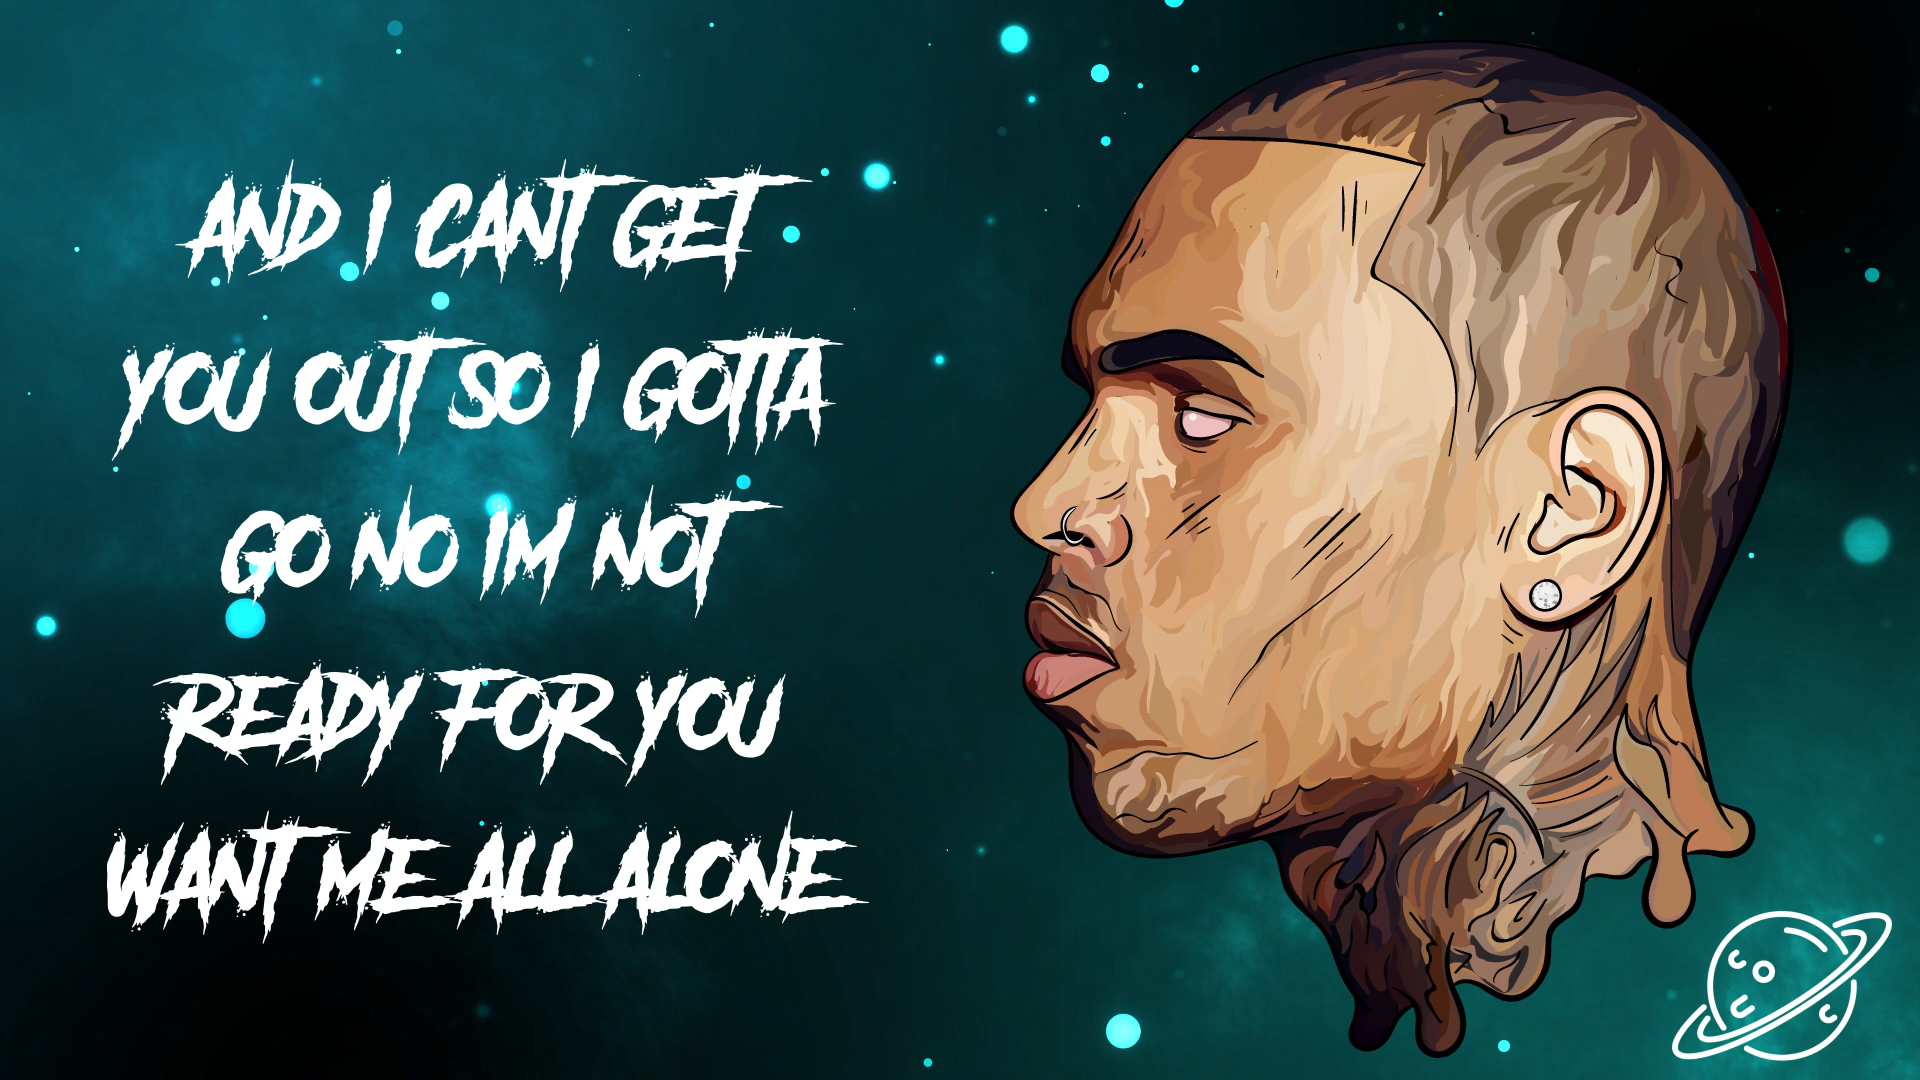 AND I CANT GET
YOU OUT SO I GOTTA
GO NO IM NOT
READY FOR YOU
WANT ME ALL ALONE